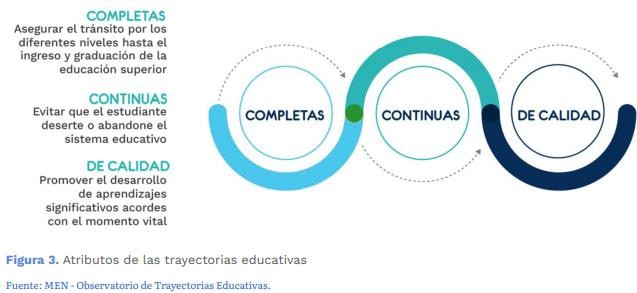 COMPLETAS
Asegurar el tránsito por los
diferentes niveles hasta el
ingreso y graduación de la
educación superior
CONTINUAS
Evitar que el estudiante
deserte o abandone el
sistema educativo
DE CALIDAD
Promover el desarrollo
de aprendizajes
significativos acordes
con el momento vital
COMPLETAS
CONTINUAS
DE CALIDAD
Figura 3. Atributos de las trayectorias educativas
Fuente: MEN - Observatorio de Trayectorias Educativas.